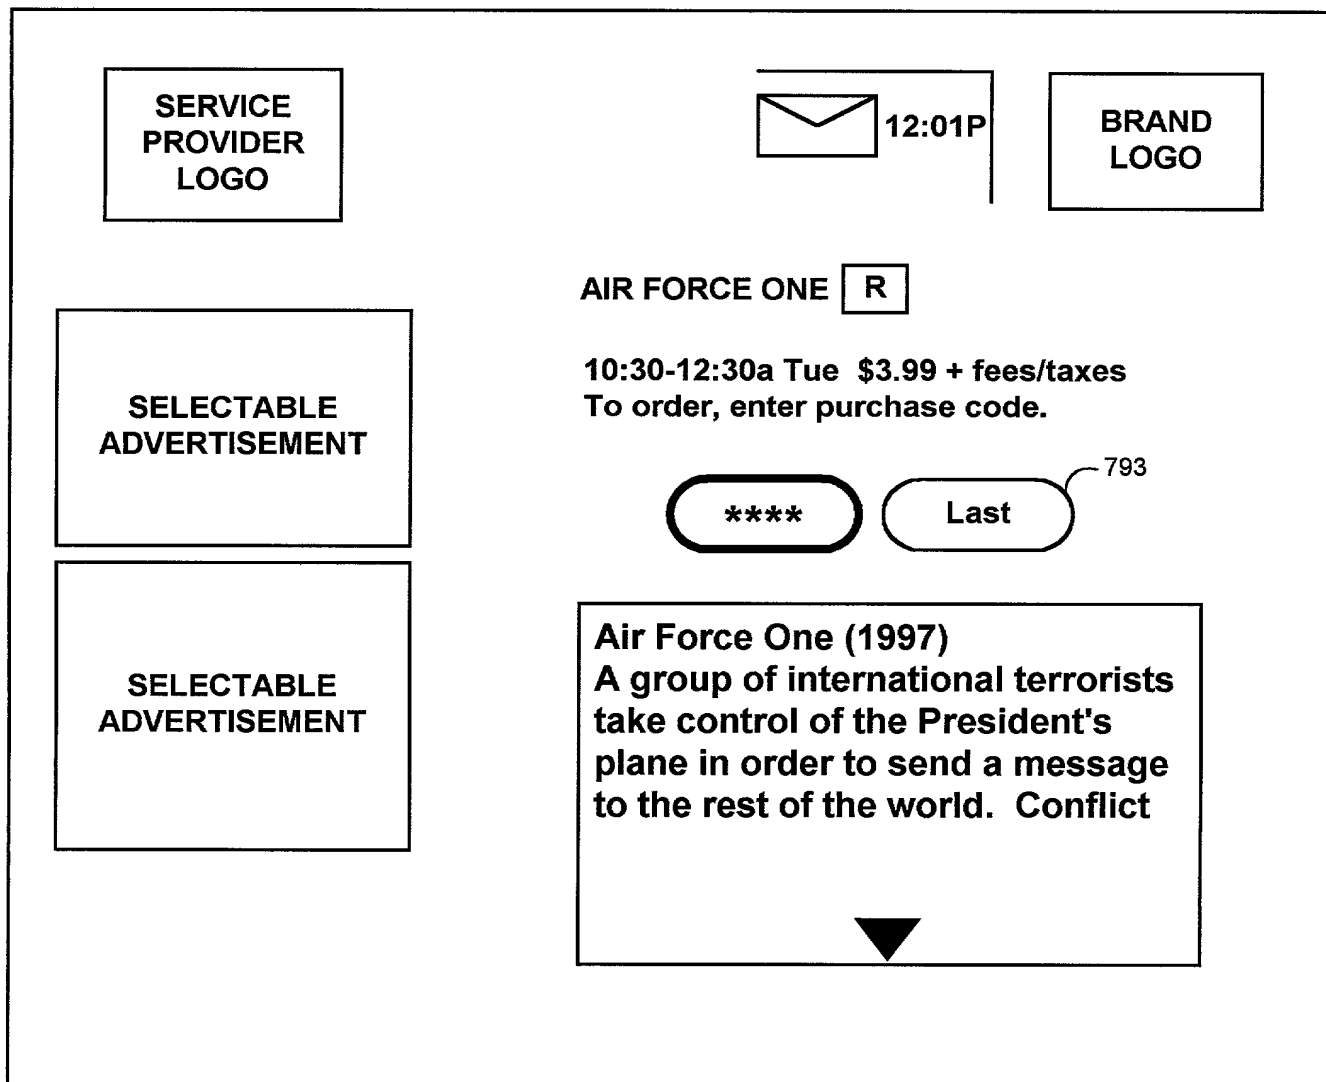 SERVICE
PROVIDER
LOGO
12:01P
BRAND
LOGO
AIR FORCE ONE R
10:30-12:30a Tue  $3.99 + fees/taxes
To order, enter purchase code.
SELECTABLE
ADVERTISEMENT
**** Last 793
Air Force One (1997)
A group of international terrorists
take control of the President's
plane in order to send a message
to the rest of the world.  Conflict
SELECTABLE
ADVERTISEMENT